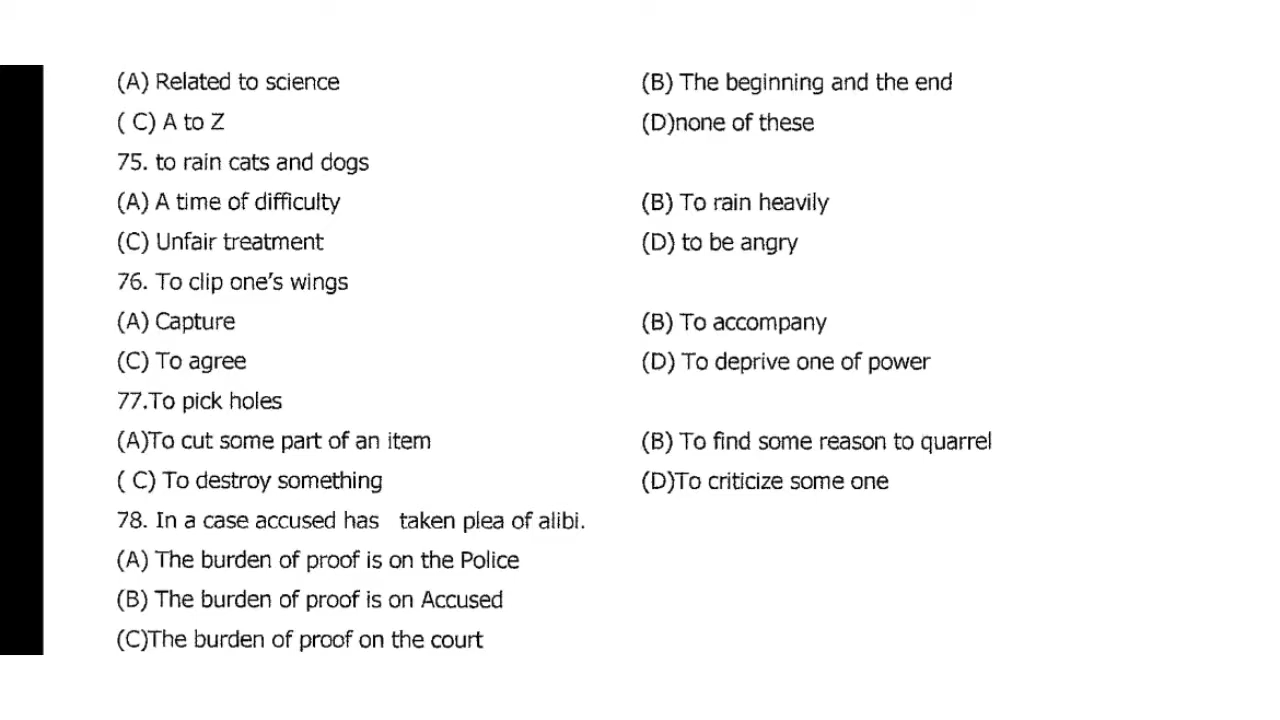 (A) Related to science (B) The beginning and the end
( C) A to Z (D)none of these
75. to rain cats and dogs
(A) A time of difficulty (B) To rain heavily
(C) Unfair treatment (D) to be angry
76. To clip one's wings
(A) Capture (B) To accompany
(C) To agree (D) To deprive one of power
77.To pick holes
(A)To cut some part of an item (B) To find some reason to quarrel
( C) To destroy something (D)To criticize some one
78. In a case accused has taken plea of alibi.
(A) The burden of proof is on the Police
(B) The burden of proof is on Accused
(C)The burden of proof on the court